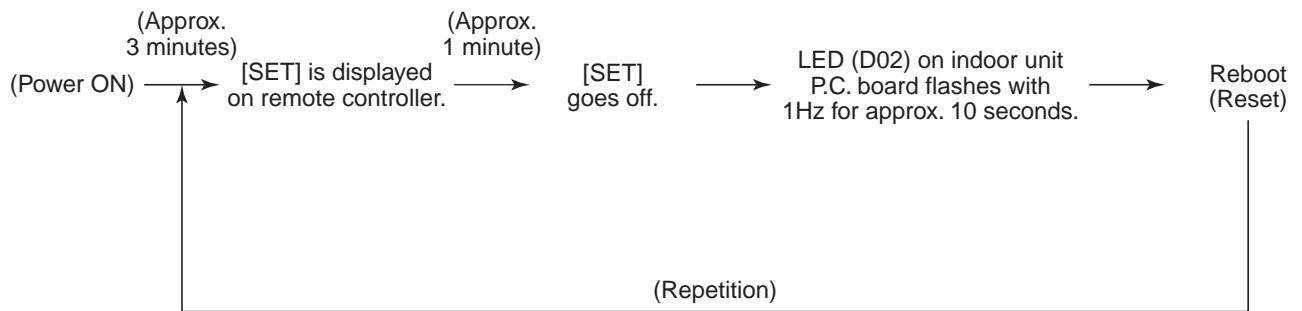 (Approx.
3 minutes)
(Approx.
1 minute)
(Power ON)
[SET] is displayed
on remote controller.
[SET]
goes off.
LED (D02) on indoor unit
P.C. board flashes with
1Hz for approx. 10 seconds.
Reboot
(Reset)
(Repetition)